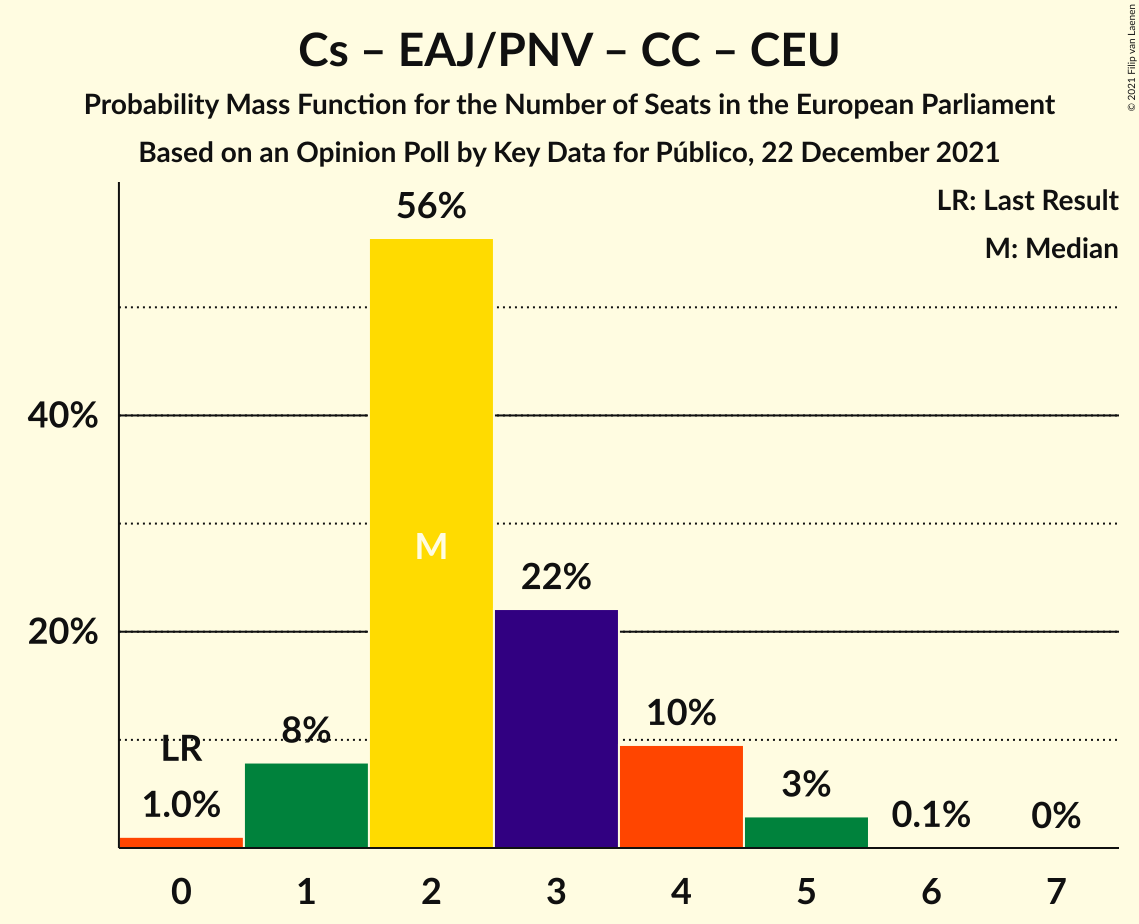 Cs – EAJ/PNV – CC – CEU
Probability Mass Function for the Number of Seats in the European Parliament
Based on an Opinion Poll by Key Data for Público, 22 December 2021
© 2021 Filip van Laenen
LR: Last Result
M: Median
56%
40%
M
22%
20%
10%
8%
LR
3%
1.0%
0.1%
0%
0 1 2 3 4 5 6 7